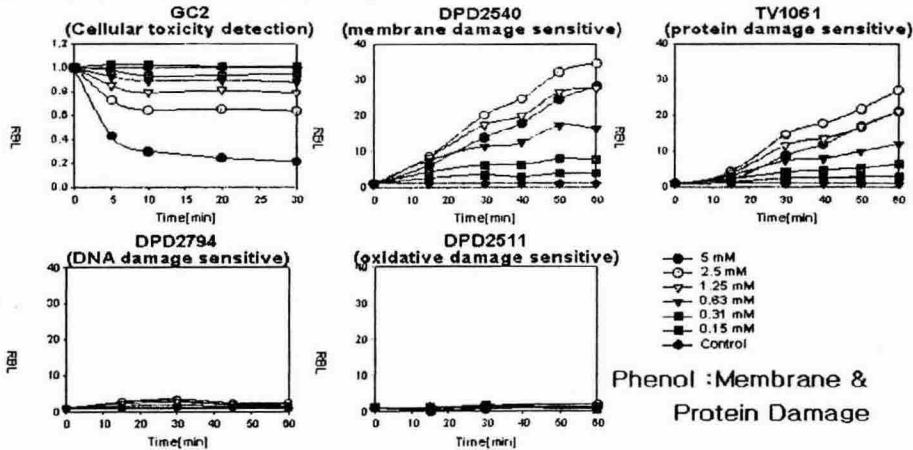 GC2
(Cellular toxicity detection)
1.2
1.0
0.8
0.6
0.4
0.2
0.0
RBL
0 5 10 15 20 25 30
Time[min]
DPD2540
(membrane damage sensitive)
40
30
20
10
0
RBL
0 10 20 30 40 50 60
Time[min]
TV1061
(protein damage sensitive)
40
20
0
RBL
0 10 20 30 40 50 60
Time[min]
DPD2794
(DNA damage sensitive)
40
30
20
10
0
RBL
0 10 20 30 40 50 60
Time[min]
DPD2511
(oxidative damage sensitive)
40
30
20
10
0
RBL
0 10 20 30 40 50 60
Time[min]
5 mM
2.5 mM
1.25 mM
0.63 mM
0.31 mM
0.15 mM
Control
Phenol :Membrane &
Protein Damage